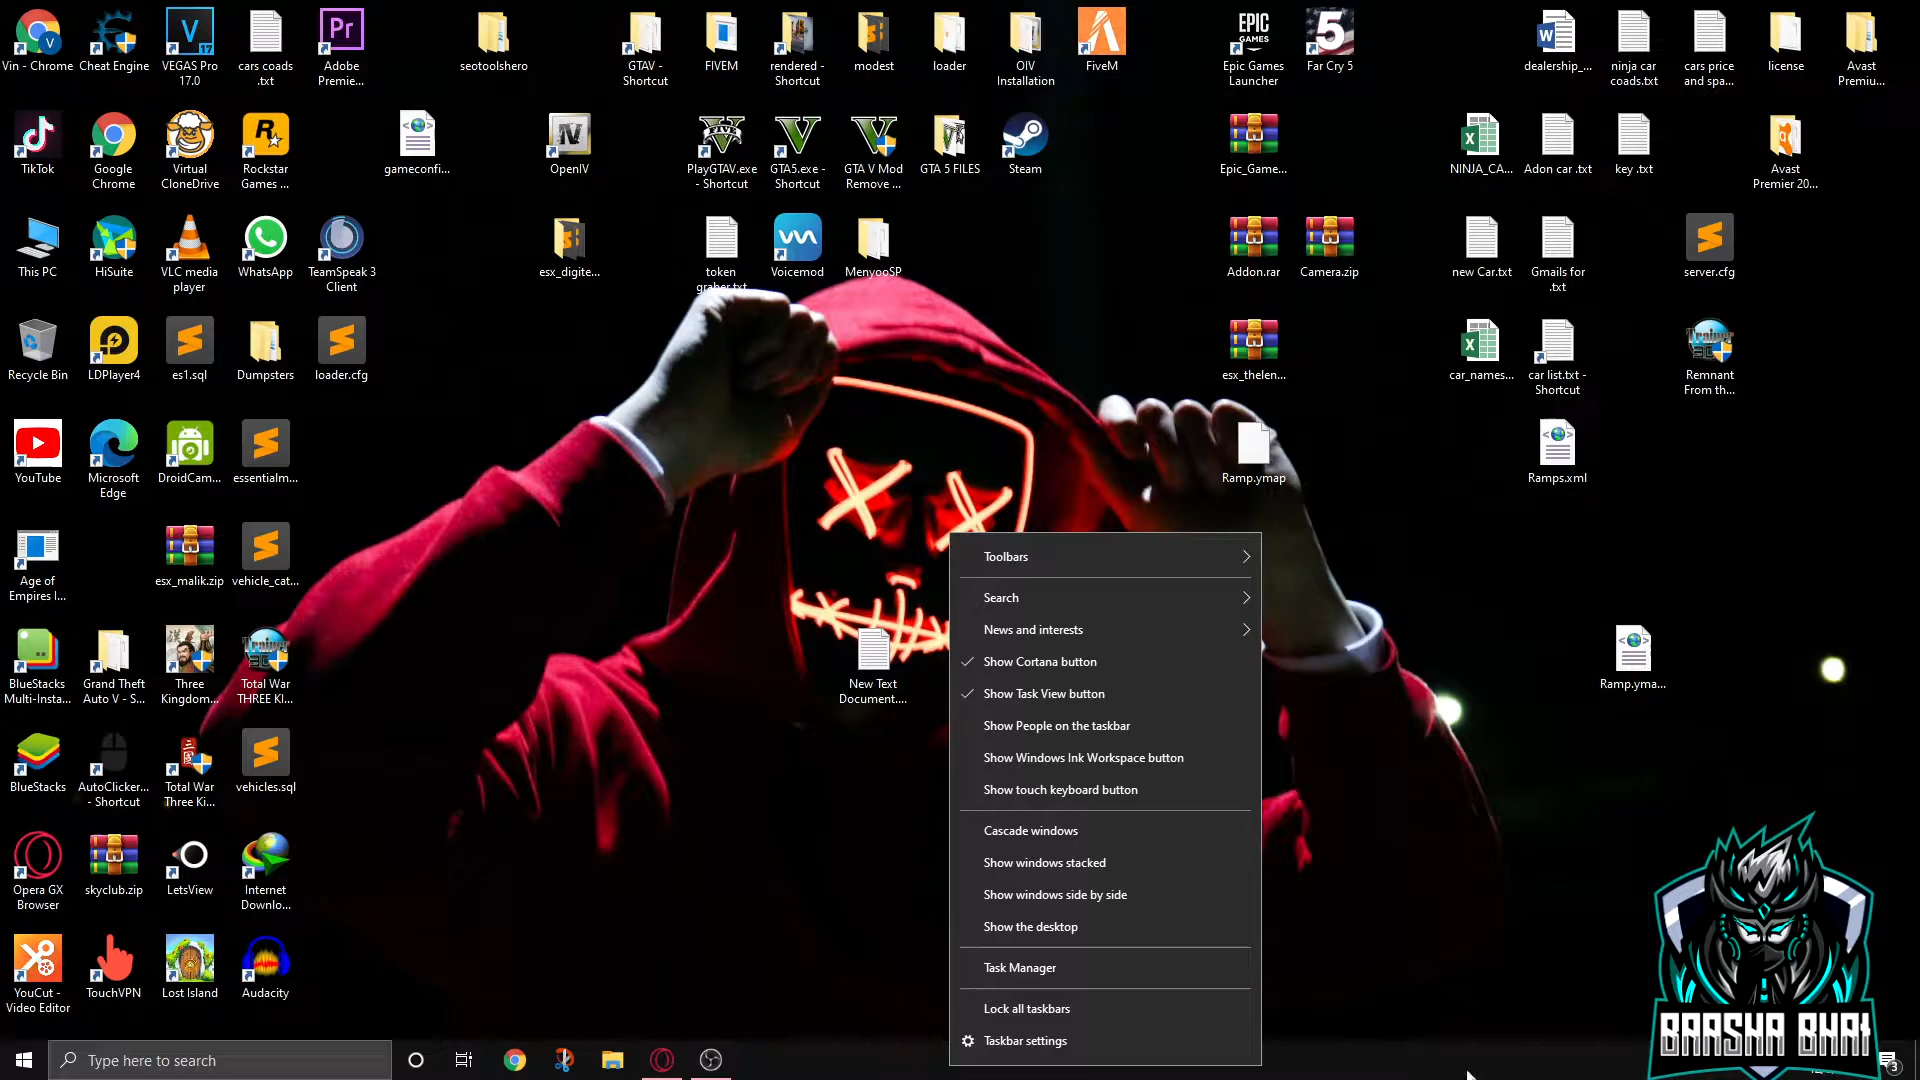 Vin - Chrome
Cheat Engine
VEGAS Pro
17.0
cars coads
.txt
Adobe
Premie...
seotoolshero
GTAV -
Shortcut
FIVEM
rendered -
Shortcut
modest
loader
OIV
Installation
FiveM
Epic Games
Launcher
Far Cry 5
dealership_...
ninja car
coads.txt
cars price
and spa...
license
Avast
Premiu...
TikTok
Google
Chrome
Virtual
CloneDrive
Rockstar
Games ...
gameconfi...
OpenIV
PlayGTAV.exe
- Shortcut
GTA5.exe -
Shortcut
GTA V Mod
Remove ...
GTA 5 FILES
Steam
Epic_Game...
NINJA_CA...
Adon car .txt
key .txt
Avast
Premier 20...
This PC
HiSuite
VLC media
player
WhatsApp
TeamSpeak 3
Client
esx_digite...
token
graber.txt
Voicemod
MenyooSP
Addon.rar
Camera.zip
new Car.txt
Gmails for
.txt
server.cfg
Recycle Bin
LDPlayer4
es1.sql
Dumpsters
loader.cfg
esx_thelen...
car_names...
car list.txt -
Shortcut
Remnant
From th...
YouTube
Microsoft
Edge
DroidCam...
essentialm...
Ramp.ymap
Ramps.xml
Age of
Empires I...
esx_malik.zip
vehicle_cat...
BlueStacks
Multi-Insta...
Grand Theft
Auto V - S...
Three
Kingdom...
Total War
THREE KI...
New Text
Document....
Ramp.yma...
BlueStacks
AutoClicker...
- Shortcut
Total War
Three Ki...
vehicles.sql
Opera GX
Browser
skyclub.zip
LetsView
Internet
Downlo...
YouCut -
Video Editor
TouchVPN
Lost Island
Audacity
Toolbars
Search
News and interests
Show Cortana button
Show Task View button
Show People on the taskbar
Show Windows Ink Workspace button
Show touch keyboard button
Cascade windows
Show windows stacked
Show windows side by side
Show the desktop
Task Manager
Lock all taskbars
Taskbar settings
BAASHA BHAI
Type here to search
3